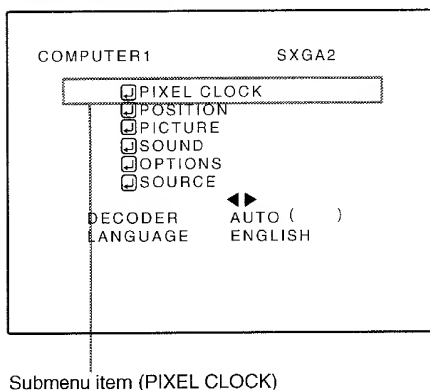 COMPUTER1 SXGA2
PIXEL CLOCK
POSITION
PICTURE
SOUND
OPTIONS
SOURCE
DECODER AUTO ( )
LANGUAGE ENGLISH
Submenu item (PIXEL CLOCK)